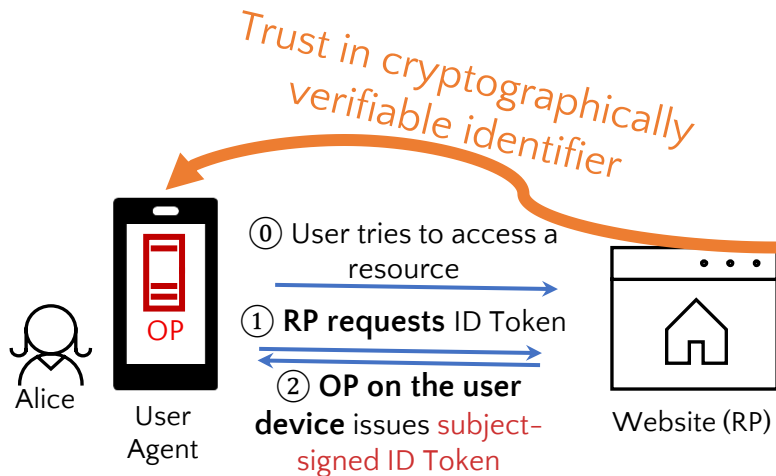 Trust in cryptographically
verifiable identifier
⓪ User tries to access a
resource
① RP requests ID Token
② OP on the user
device issues subject-
signed ID Token
OP
Alice
User
Agent
Website (RP)